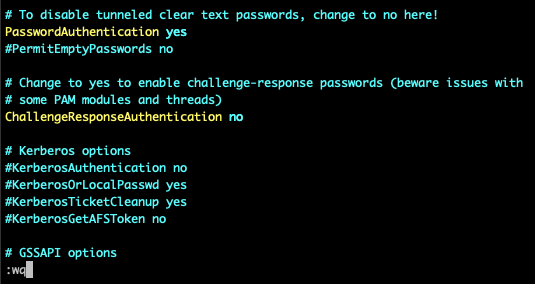 # To disable tunneled clear text passwords, change to no here!
PasswordAuthentication yes
#PermitEmptyPasswords no
# Change to yes to enable challenge-response passwords (beware issues with
# some PAM modules and threads)
ChallengeResponseAuthentication no
# Kerberos options
#KerberosAuthentication no
#KerberosOrLocalPasswd yes
#KerberosTicketCleanup yes
#KerberosGetAFSToken no
# GSSAPI options
:wq